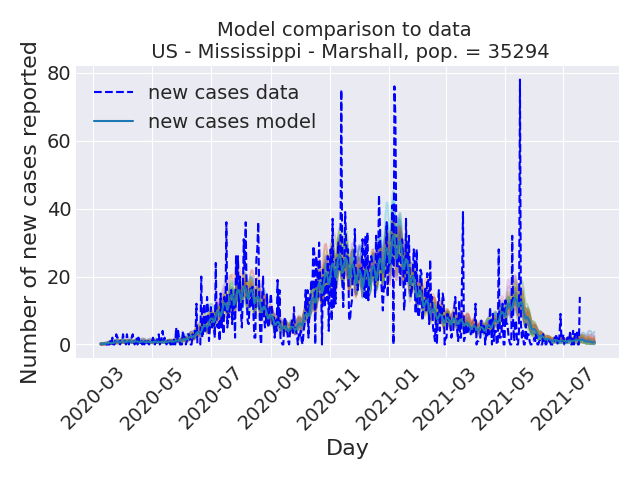 Model comparison to data
US - Mississippi - Marshall, pop. = 35294
Number of new cases reported
80
60
40
20
0
new cases data
new cases model
2020-03
2020-05
2020-07
2020-09
2020-11
2021-01
2021-03
2021-05
2021-07
Day